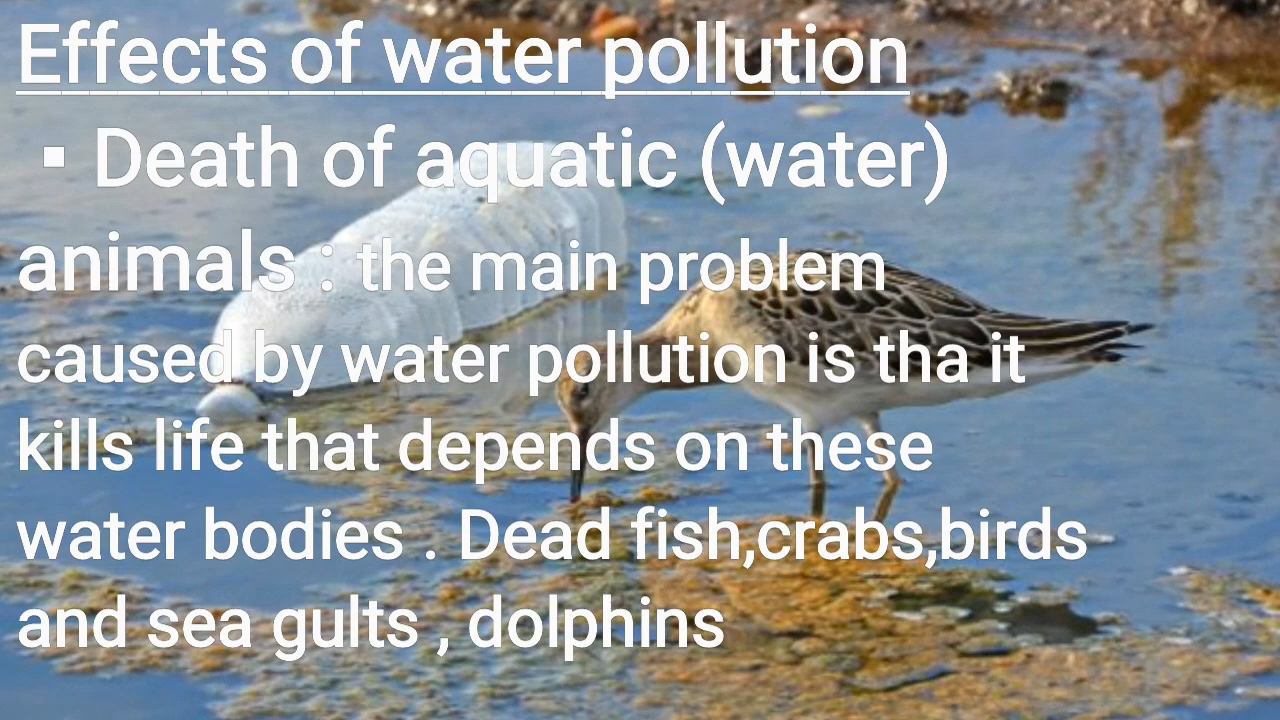 Effects of water pollution
▪ Death of aquatic (water)
animals : the main problem
caused by water pollution is tha it
kills life that depends on these
water bodies . Dead fish,crabs,birds
and sea gults , dolphins